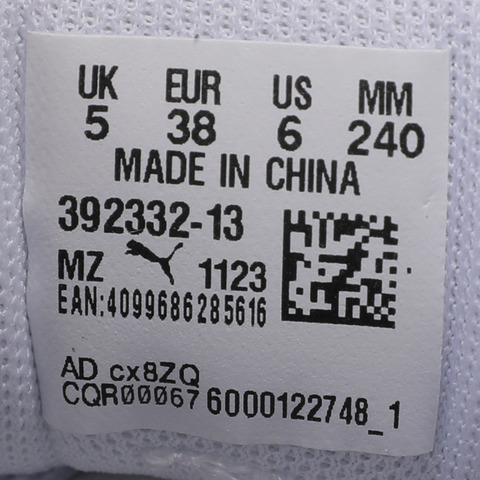 UK EUR US MM
5 38 6 240
MADE IN CHINA
392332-13
MZ 1123
EAN:4099686285616
AD cx8ZQ
CQR00067 6000122748_1